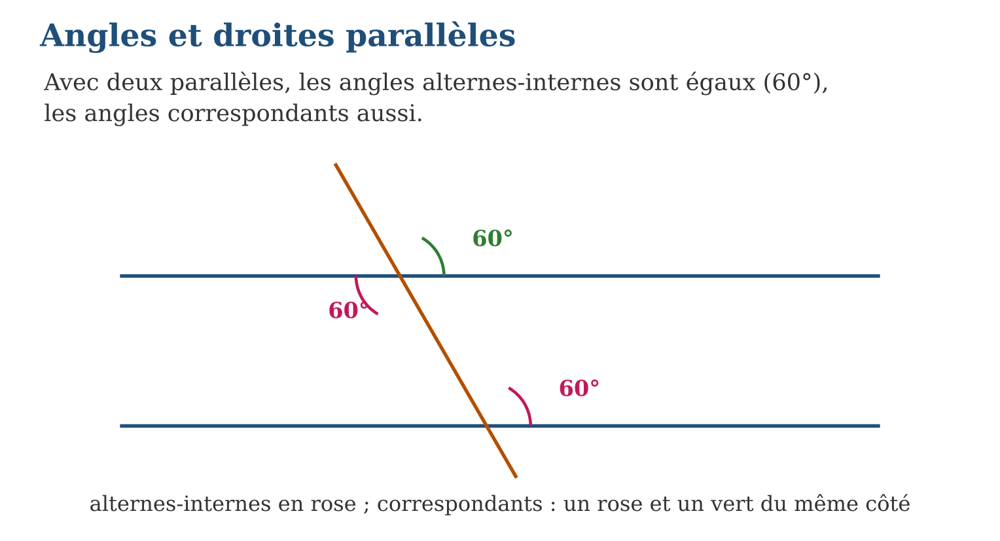 Angles et droites parallèles
Avec deux parallèles, les angles alternes-internes sont égaux (60°),
les angles correspondants aussi.
60°
60°
60°
alternes-internes en rose ; correspondants : un rose et un vert du même côté